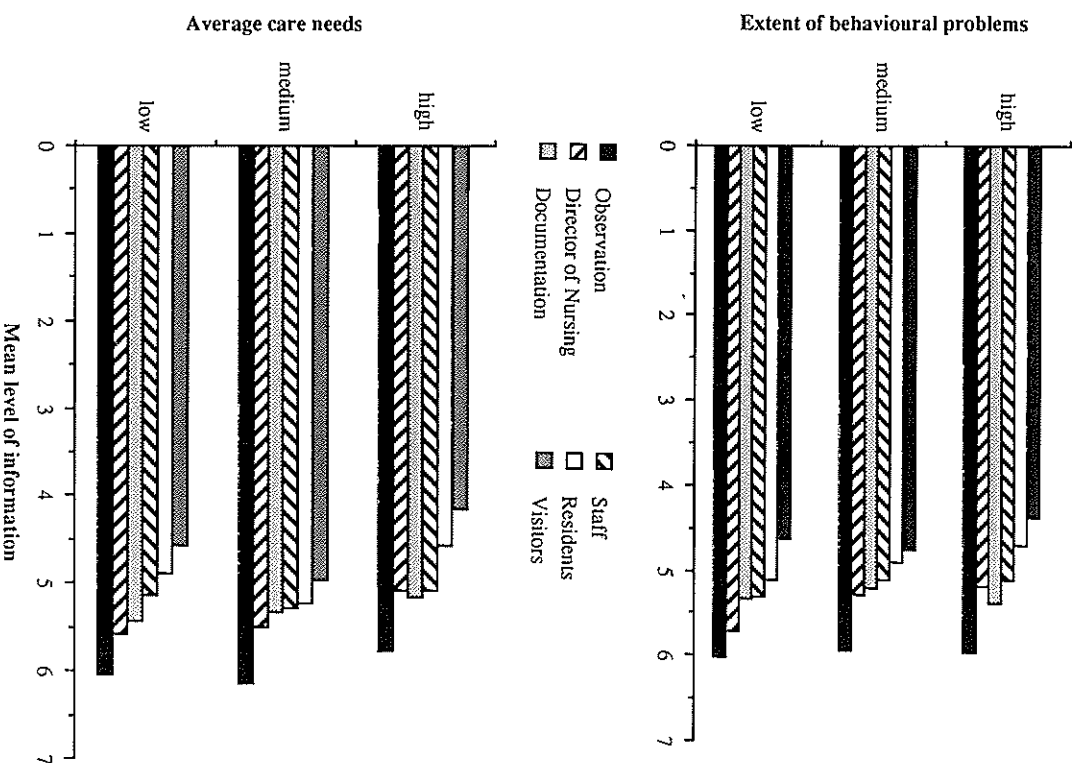 Extent of behavioural problems
high
medium
low
0 1 2 3 4 5 6 7
Observation
Director of Nursing
Documentation
Staff
Residents
Visitors
Average care needs
high
medium
low
0 1 2 3 4 5 6 7
Mean level of information